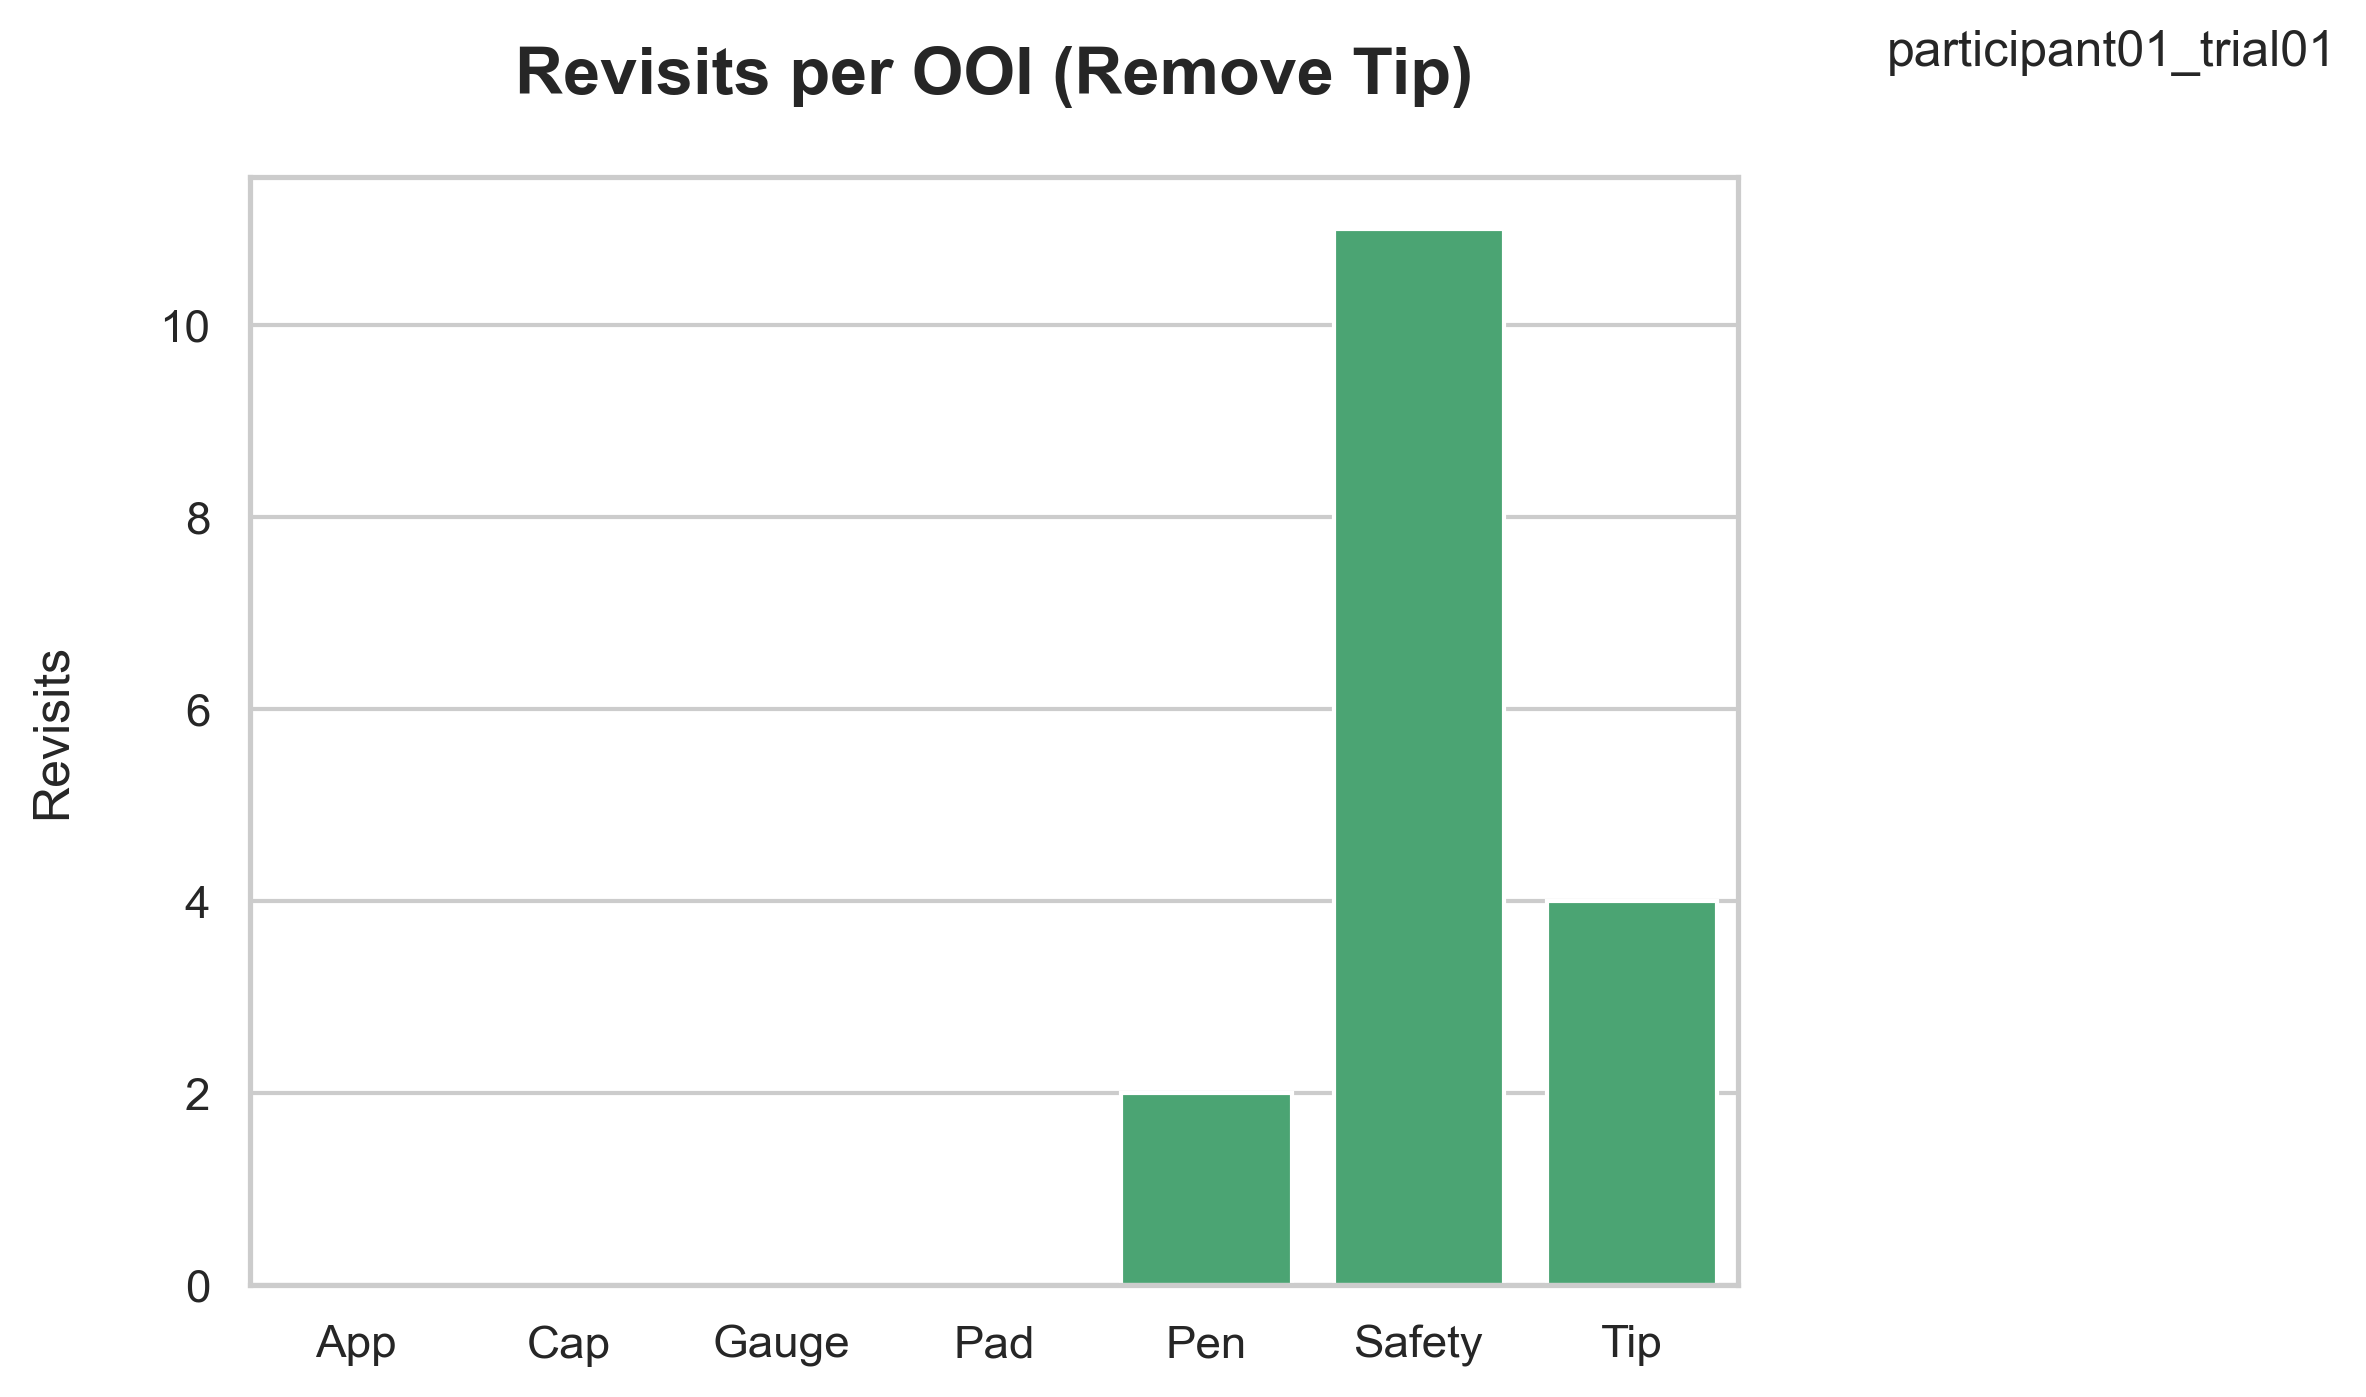 participant01_trial01
Revisits per OOI (Remove Tip)
Revisits
10
8
6
4
2
0
App Cap Gauge Pad Pen Safety Tip